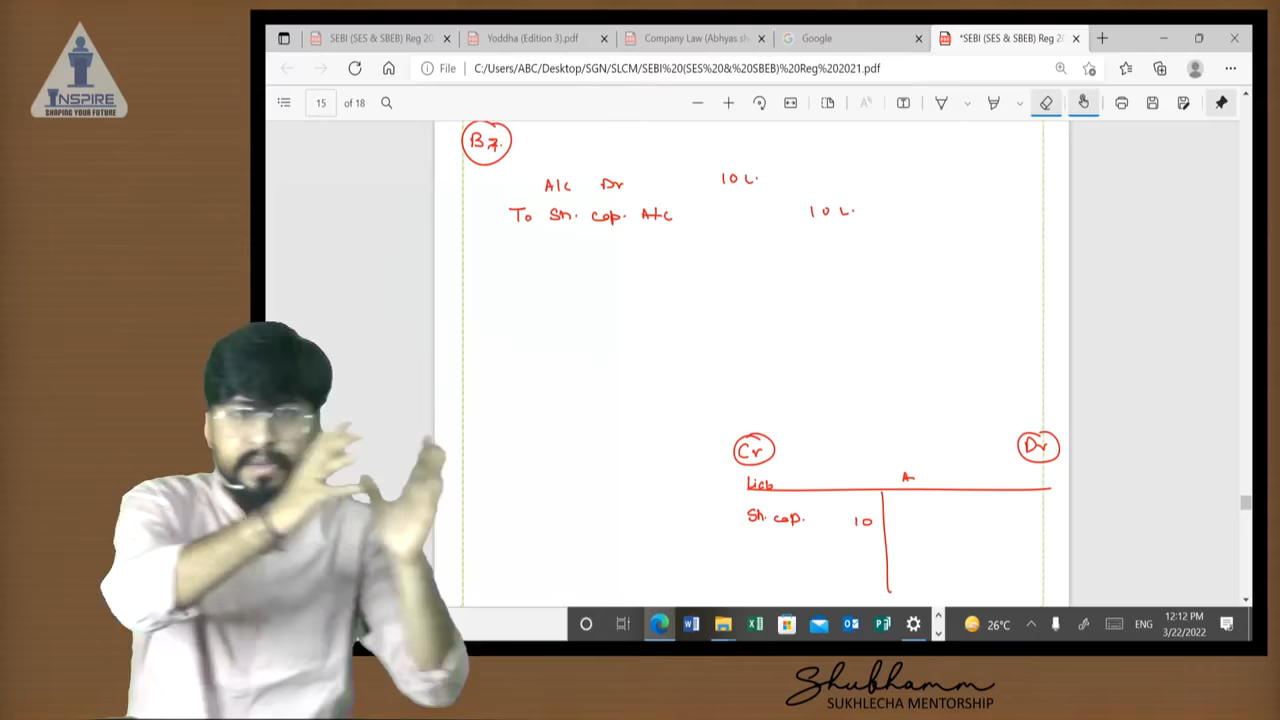 INSPIRE
SHAPING YOUR FUTURE
SEBI (SES & SBEB) Reg 20
Yoddha (Edition 3).pdf
Company Law (Abhyas sh
Google
*SEBI (SES & SBEB) Reg 20
File
C:/Users/ABC/Desktop/SGN/SLCM/SEBI%20(SES%20&%20SBEB)%20Reg%202021.pdf
15 of 18
B7.
A/c Dr 10 L.
To Sh. cap. A/c 10 L.
Cr Dr
Liab A
Sh. cap. 10
26°C
ENG
12:12 PM
3/22/2022
Shubhamm
SUKHLECHA MENTORSHIP